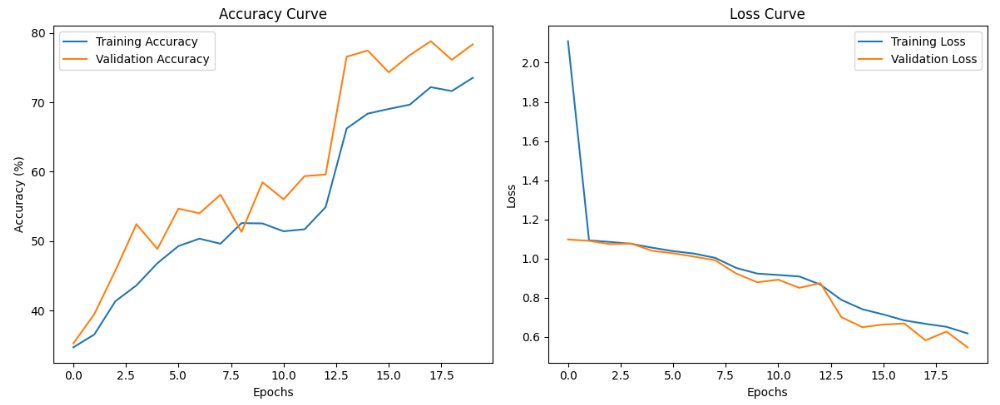 Accuracy Curve
Training Accuracy
Validation Accuracy
Accuracy (%)
80
70
60
50
40
0.0 2.5 5.0 7.5 10.0 12.5 15.0 17.5
Epochs
Loss Curve
Training Loss
Validation Loss
Loss
2.0
1.8
1.6
1.4
1.2
1.0
0.8
0.6
0.0 2.5 5.0 7.5 10.0 12.5 15.0 17.5
Epochs